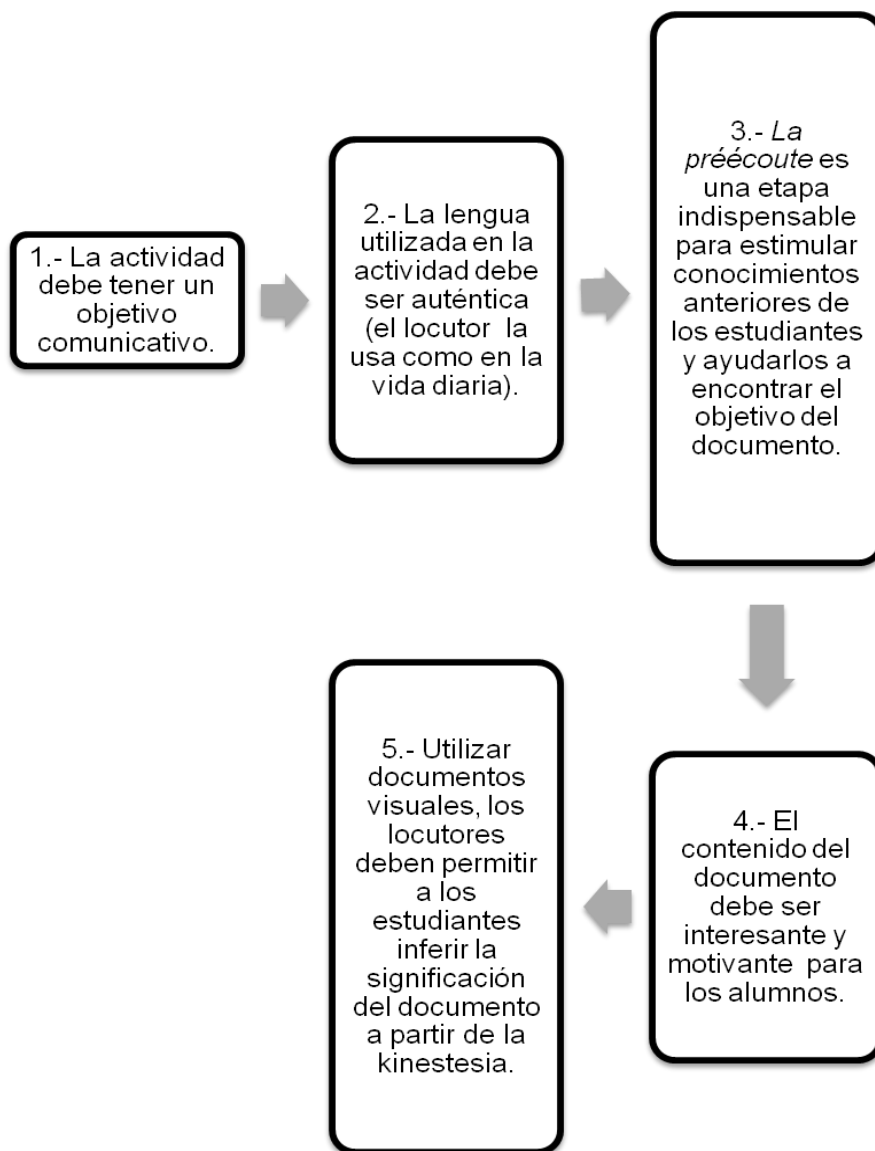 1.- La actividad
debe tener un
objetivo
comunicativo.
2.- La lengua
utilizada en la
actividad debe
ser auténtica
(el locutor la
usa como en la
vida diaria).
3.- La
préécoute es
una etapa
indispensable
para estimular
conocimientos
anteriores de
los estudiantes
y ayudarlos a
encontrar el
objetivo del
documento.
4.- El
contenido del
documento
debe ser
interesante y
motivante para
los alumnos.
5.- Utilizar
documentos
visuales, los
locutores
deben permitir
a los
estudiantes
inferir la
significación
del documento
a partir de la
kinestesia.